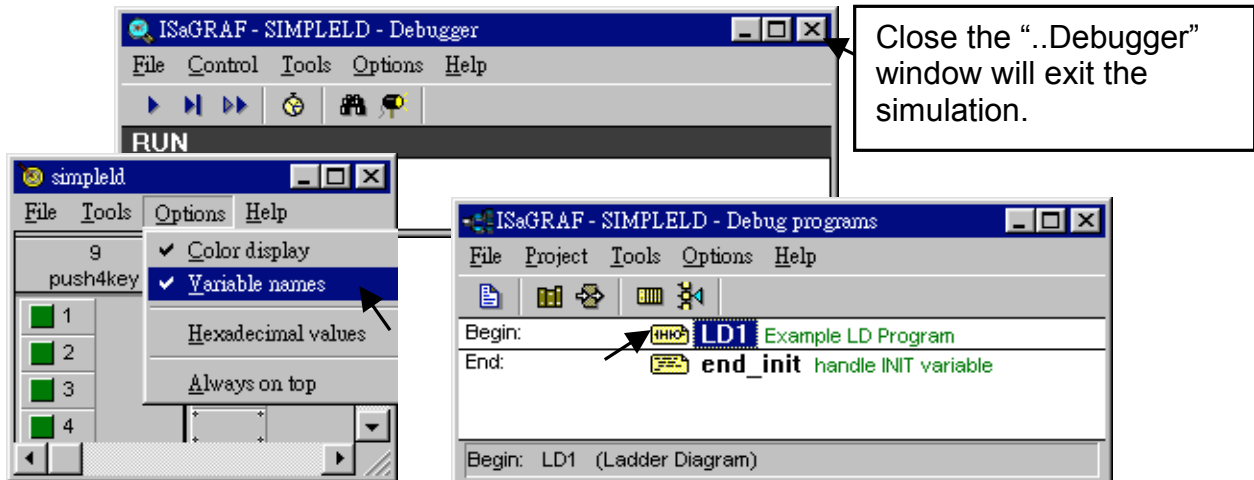 ISaGRAF - SIMPLELD - Debugger
File Control Tools Options Help
RUN
Close the “..Debugger”
window will exit the
simulation.
simpleld
File Tools Options Help
9
push4key
1
2
3
4
Color display
Variable names
Hexadecimal values
Always on top
ISaGRAF - SIMPLELD - Debug programs
File Project Tools Options Help
Begin: LD1 Example LD Program
End: end_init handle INIT variable
Begin: LD1 (Ladder Diagram)